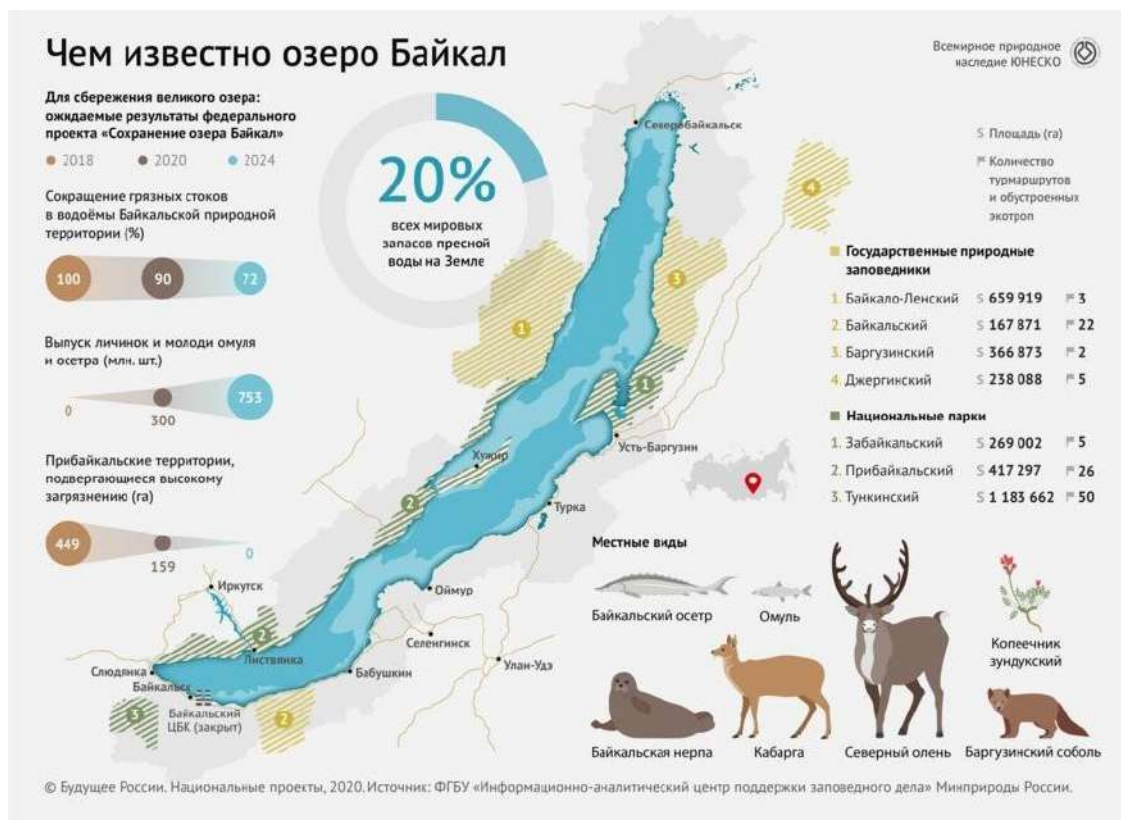 Чем известно озеро Байкал
Всемирное природное
наследие ЮНЕСКО
Для сбережения великого озера:
ожидаемые результаты федерального
проекта «Сохранение озера Байкал»
2018 2020 2024
Сокращение грязных стоков
в водоёмы Байкальской природной
территории (%)
100 90 72
Выпуск личинок и молоди омуля
и осетра (млн. шт.)
0 300 753
Прибайкальские территории,
подвергающиеся высокому
загрязнению (га)
449 159 0
20%
всех мировых
запасов пресной
воды на Земле
Северобайкальск
4
3
1
1
Усть-Баргузин
Хужир
2
Турка
Оймур
Иркутск
2
Листвянка
Селенгинск
Улан-Удэ
Слюдянка
Бабушкин
Байкальск
Байкальский
ЦБК (закрыт)
3
2
S Площадь (га)
Количество
турмаршрутов
и обустроенных
экотроп
Государственные природные
заповедники
1. Байкало-Ленский S 659 919 3
2. Байкальский S 167 871 22
3. Баргузинский S 366 873 2
4. Джергинский S 238 088 5
Национальные парки
1. Забайкальский S 269 002 5
2. Прибайкальский S 417 297 26
3. Тункинский S 1 183 662 50
Местные виды
Байкальский осетр
Омуль
Копеечник
зундукский
Байкальская нерпа
Кабарга
Северный олень
Баргузинский соболь
© Будущее России. Национальные проекты, 2020. Источник: ФГБУ «Информационно-аналитический центр поддержки заповедного дела» Минприроды России.